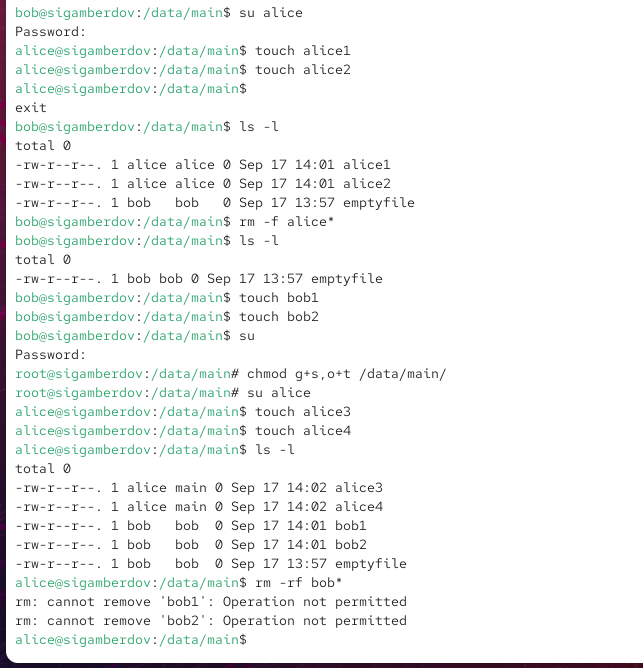 bob@sigamberdov:/data/main$ su alice
Password:
alice@sigamberdov:/data/main$ touch alice1
alice@sigamberdov:/data/main$ touch alice2
alice@sigamberdov:/data/main$
exit
bob@sigamberdov:/data/main$ ls -l
total 0
-rw-r--r--. 1 alice alice 0 Sep 17 14:01 alice1
-rw-r--r--. 1 alice alice 0 Sep 17 14:01 alice2
-rw-r--r--. 1 bob   bob   0 Sep 17 13:57 emptyfile
bob@sigamberdov:/data/main$ rm -f alice*
bob@sigamberdov:/data/main$ ls -l
total 0
-rw-r--r--. 1 bob bob 0 Sep 17 13:57 emptyfile
bob@sigamberdov:/data/main$ touch bob1
bob@sigamberdov:/data/main$ touch bob2
bob@sigamberdov:/data/main$ su
Password:
root@sigamberdov:/data/main# chmod g+s,o+t /data/main/
root@sigamberdov:/data/main# su alice
alice@sigamberdov:/data/main$ touch alice3
alice@sigamberdov:/data/main$ touch alice4
alice@sigamberdov:/data/main$ ls -l
total 0
-rw-r--r--. 1 alice main 0 Sep 17 14:02 alice3
-rw-r--r--. 1 alice main 0 Sep 17 14:02 alice4
-rw-r--r--. 1 bob   bob  0 Sep 17 14:01 bob1
-rw-r--r--. 1 bob   bob  0 Sep 17 14:01 bob2
-rw-r--r--. 1 bob   bob  0 Sep 17 13:57 emptyfile
alice@sigamberdov:/data/main$ rm -rf bob*
rm: cannot remove 'bob1': Operation not permitted
rm: cannot remove 'bob2': Operation not permitted
alice@sigamberdov:/data/main$